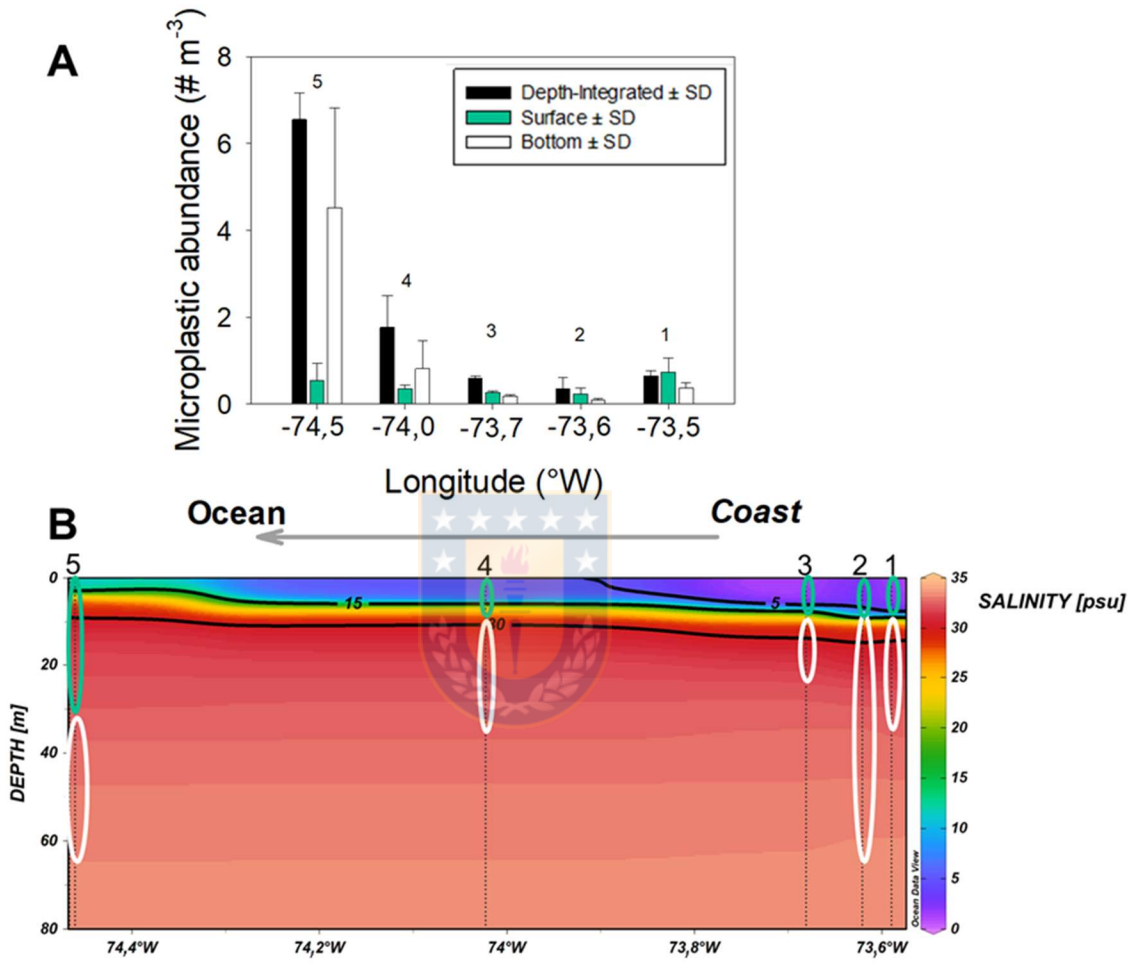 A
Microplastic abundance (# m-3)
8
6
4
2
0
5
4
3
2
1
Depth-Integrated ± SD
Surface ± SD
Bottom ± SD
-74,5 -74,0 -73,7 -73,6 -73,5
Longitude (°W)
B
Ocean
Coast
5 4 3 2 1
DEPTH [m]
0
20
40
60
80
15
5
30
74,4°W 74,2°W 74°W 73,8°W 73,6°W
Ocean Data View
35
30
25
20
15
10
5
0
SALINITY [psu]